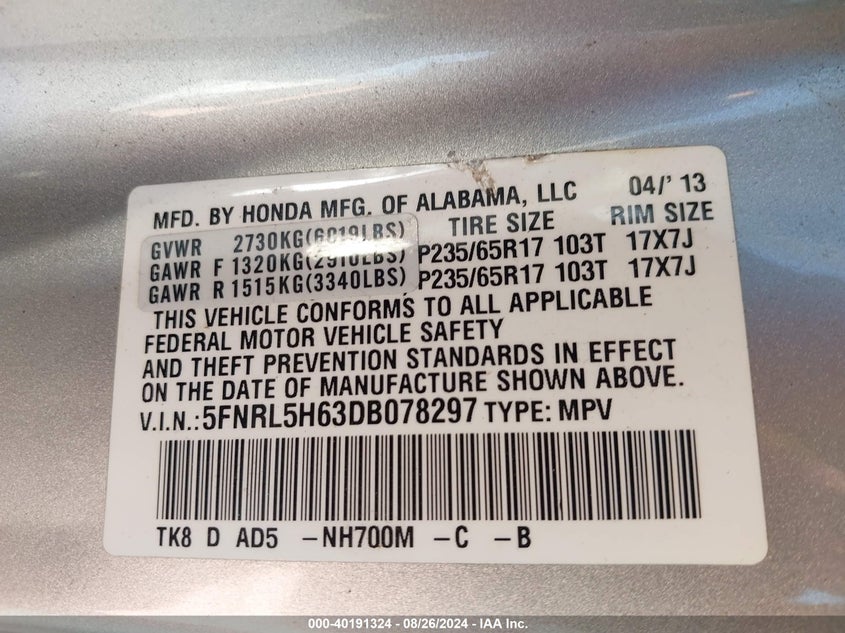 MFD. BY HONDA MFG. OF ALABAMA, LLC 04/' 13
TIRE SIZE RIM SIZE
GVWR 2730KG(6019LBS)
GAWR F 1320KG(2910LBS) P235/65R17 103T 17X7J
GAWR R 1515KG(3340LBS) P235/65R17 103T 17X7J
THIS VEHICLE CONFORMS TO ALL APPLICABLE
FEDERAL MOTOR VEHICLE SAFETY
AND THEFT PREVENTION STANDARDS IN EFFECT
ON THE DATE OF MANUFACTURE SHOWN ABOVE.
V.I.N.: 5FNRL5H63DB078297 TYPE: MPV
TK8 D AD5 -NH700M -C -B
000-40191324 - 08/26/2024 - IAA Inc.